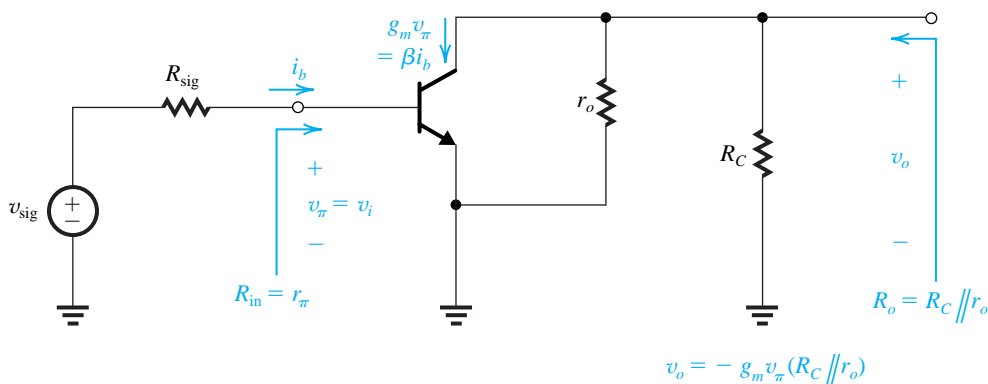 g_m v_π
= βi_b
R_sig
i_b
r_o
R_C
+
v_o
−
v_sig
+
−
+
v_π = v_i
−
R_in = r_π
R_o = R_C ∥ r_o
v_o = − g_m v_π (R_C ∥ r_o)